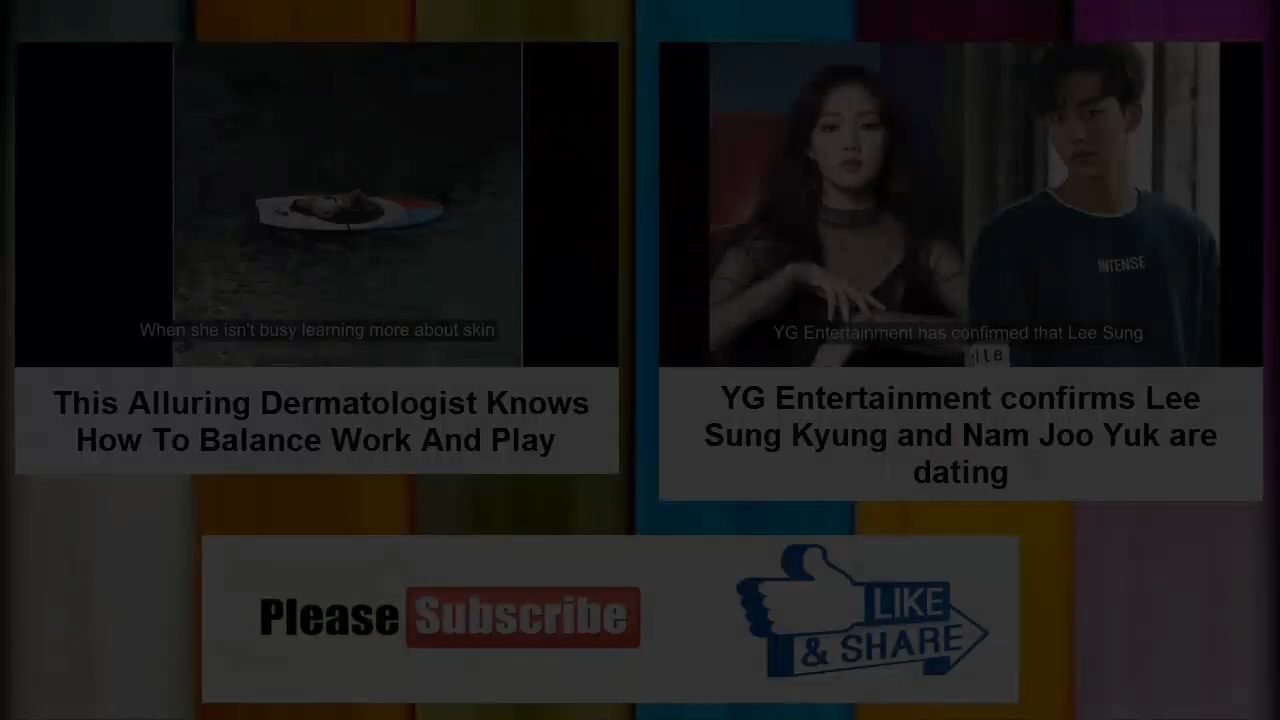 When she isn't busy learning more about skin
This Alluring Dermatologist Knows
How To Balance Work And Play
INTENSE
YG Entertainment has confirmed that Lee Sung
ite
YG Entertainment confirms Lee
Sung Kyung and Nam Joo Yuk are
dating
Please Subscribe
LIKE
& SHARE